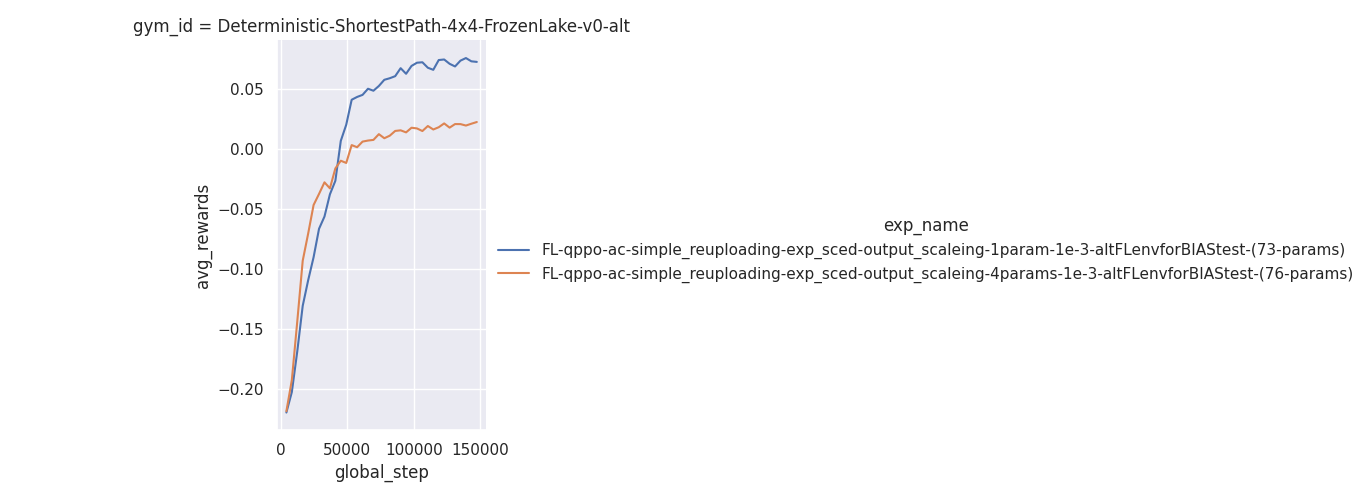 gym_id = Deterministic-ShortestPath-4x4-FrozenLake-v0-alt
0.05
0.00
−0.05
−0.10
−0.15
−0.20
avg_rewards
0
50000
100000
150000
global_step
exp_name
FL-qppo-ac-simple_reuploading-exp_sced-output_scaleing-1param-1e-3-altFLenvforBIAStest-(73-params)
FL-qppo-ac-simple_reuploading-exp_sced-output_scaleing-4params-1e-3-altFLenvforBIAStest-(76-params)